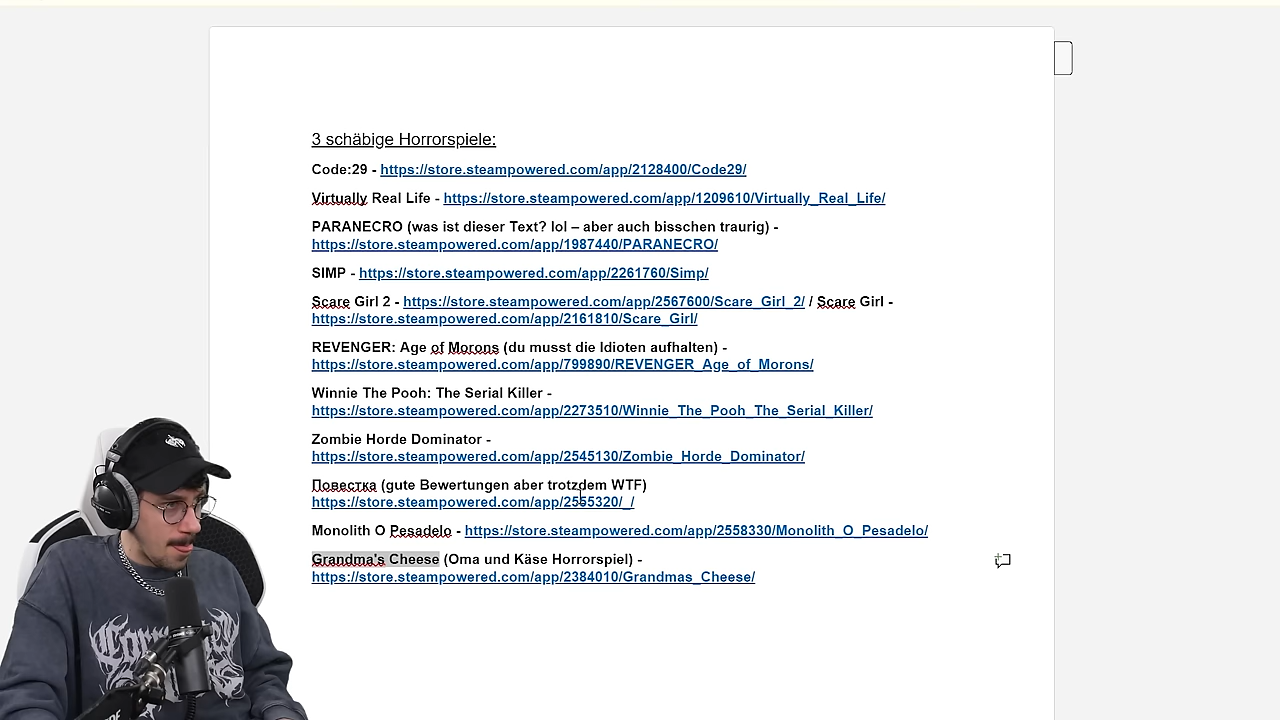 3 schäbige Horrorspiele:
Code:29 - https://store.steampowered.com/app/2128400/Code29/
Virtually Real Life - https://store.steampowered.com/app/1209610/Virtually_Real_Life/
PARANECRO (was ist dieser Text? lol – aber auch bisschen traurig) -
https://store.steampowered.com/app/1987440/PARANECRO/
SIMP - https://store.steampowered.com/app/2261760/Simp/
Scare Girl 2 - https://store.steampowered.com/app/2567600/Scare_Girl_2/ / Scare Girl -
https://store.steampowered.com/app/2161810/Scare_Girl/
REVENGER: Age of Morons (du musst die Idioten aufhalten) -
https://store.steampowered.com/app/799890/REVENGER_Age_of_Morons/
Winnie The Pooh: The Serial Killer -
https://store.steampowered.com/app/2273510/Winnie_The_Pooh_The_Serial_Killer/
Zombie Horde Dominator -
https://store.steampowered.com/app/2545130/Zombie_Horde_Dominator/
Повестка (gute Bewertungen aber trotzdem WTF)
https://store.steampowered.com/app/2555320/_/
Monolith O Pesadelo - https://store.steampowered.com/app/2558330/Monolith_O_Pesadelo/
Grandma's Cheese (Oma und Käse Horrorspiel) -
https://store.steampowered.com/app/2384010/Grandmas_Cheese/